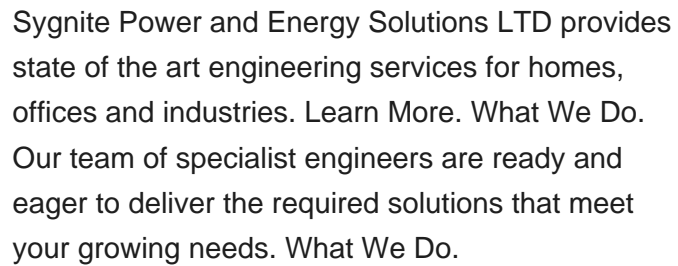 Sygnite Power and Energy Solutions LTD provides
state of the art engineering services for homes,
offices and industries. Learn More. What We Do.
Our team of specialist engineers are ready and
eager to deliver the required solutions that meet
your growing needs. What We Do.